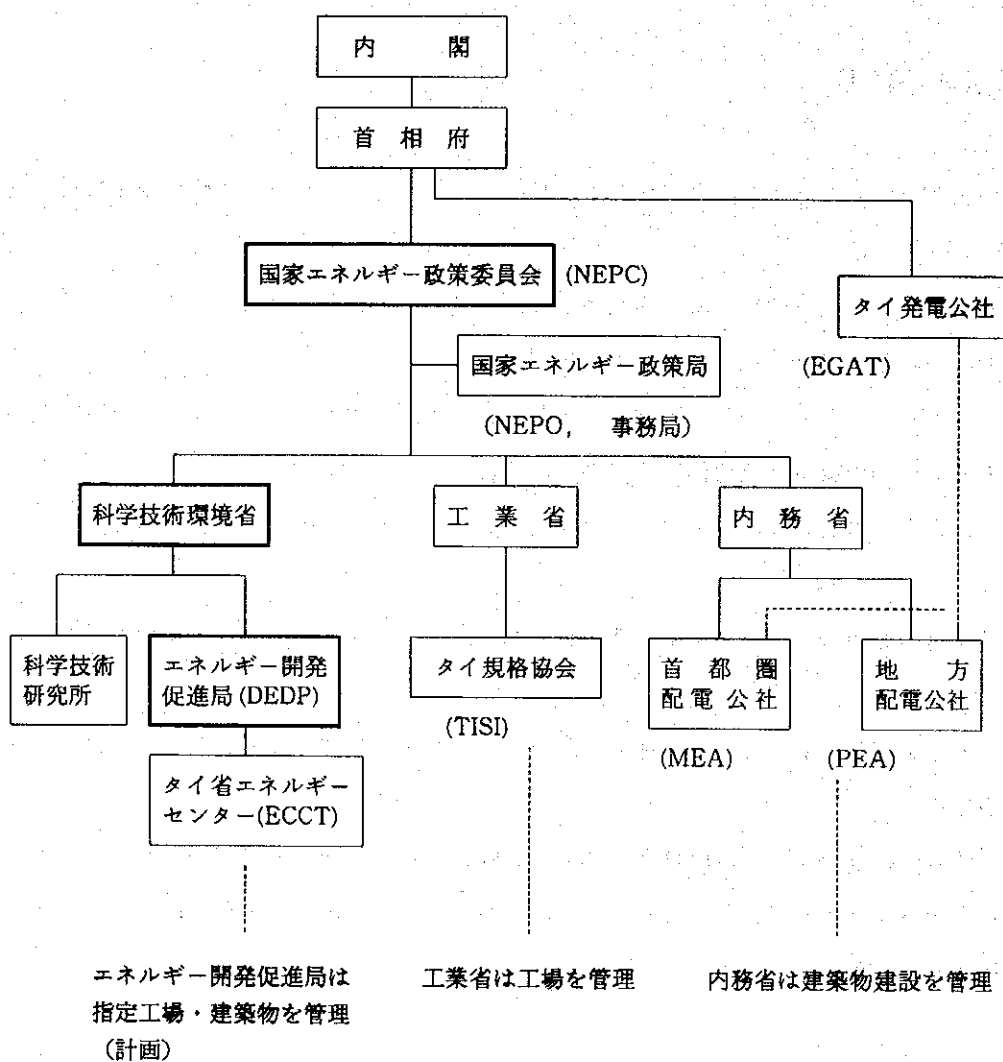 内閣
首相府
国家エネルギー政策委員会 (NEPC)
タイ発電公社
(EGAT)
国家エネルギー政策局
(NEPO, 事務局)
科学技術環境省
工業省
内務省
科学技術
研究所
エネルギー開発
促進局(DEDP)
タイ規格協会
(TISI)
首都圏
配電公社
(MEA)
地方
配電公社
(PEA)
タイ省エネルギー
センター(ECCT)
エネルギー開発促進局は
指定工場・建築物を管理
(計画)
工業省は工場を管理
内務省は建築物建設を管理